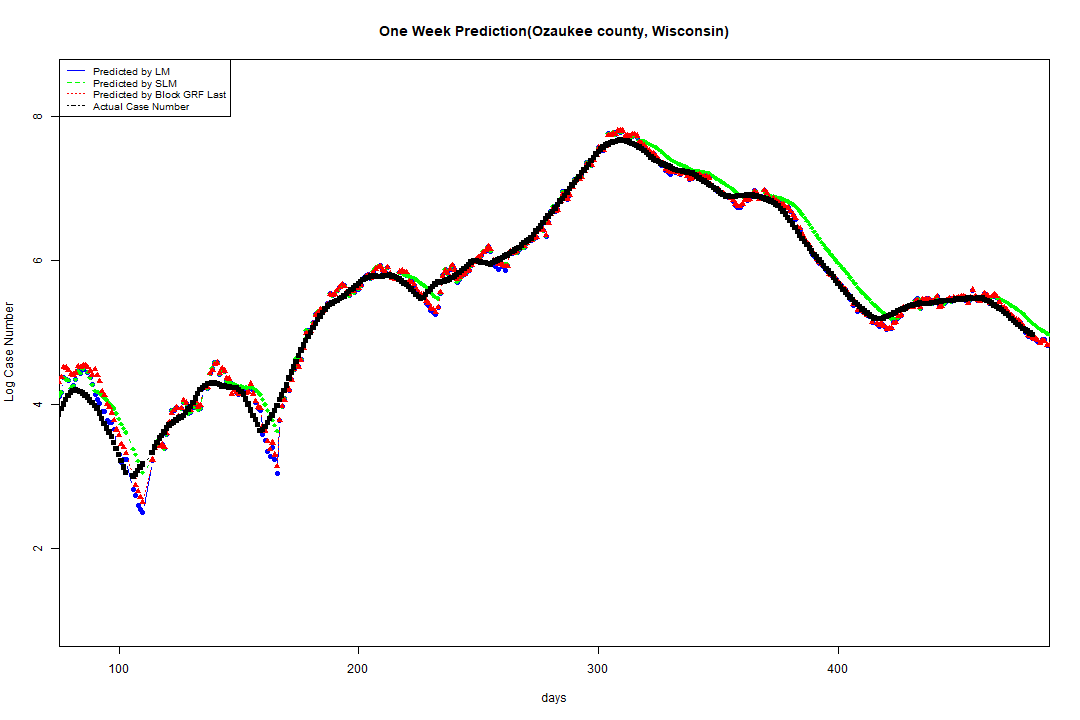 One Week Prediction(Ozaukee county, Wisconsin)
Predicted by LM
Predicted by SLM
Predicted by Block GRF Last
Actual Case Number
8
6
4
2
Log Case Number
100 200 300 400
days